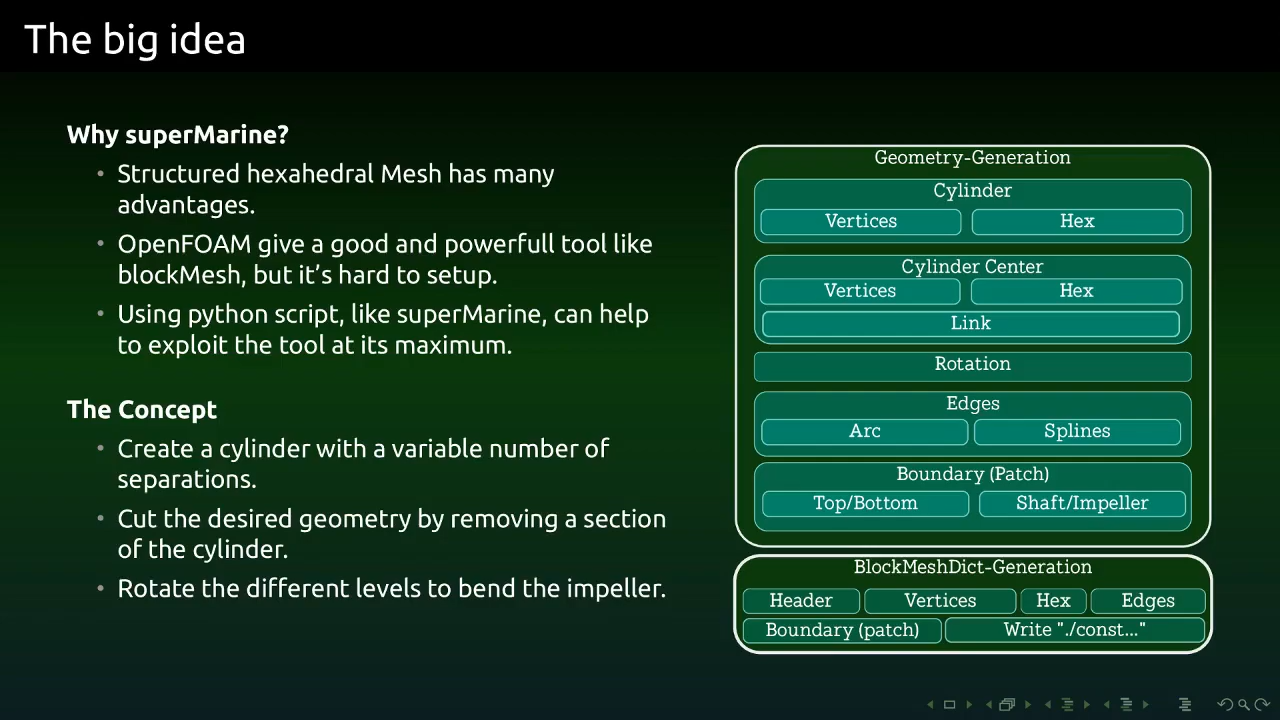 The big idea
Why superMarine?
• Structured hexahedral Mesh has many
advantages.
• OpenFOAM give a good and powerfull tool like
blockMesh, but it's hard to setup.
• Using python script, like superMarine, can help
to exploit the tool at its maximum.
The Concept
• Create a cylinder with a variable number of
separations.
• Cut the desired geometry by removing a section
of the cylinder.
• Rotate the different levels to bend the impeller.
Geometry-Generation
Cylinder
Vertices Hex
Cylinder Center
Vertices Hex
Link
Rotation
Edges
Arc Splines
Boundary (Patch)
Top/Bottom Shaft/Impeller
BlockMeshDict-Generation
Header Vertices Hex Edges
Boundary (patch) Write "./const..."